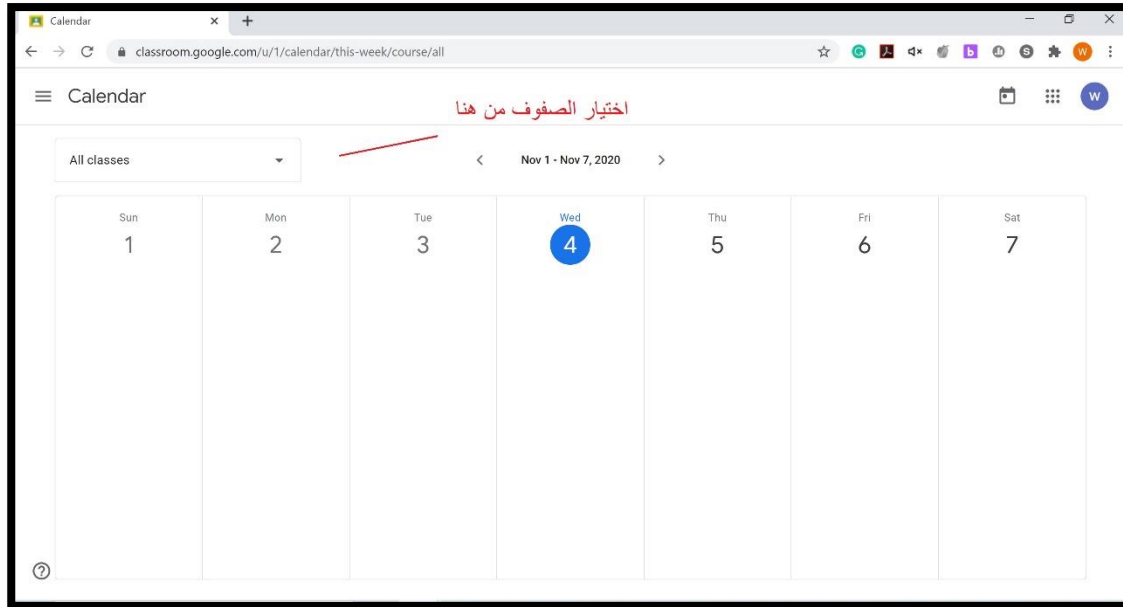 Calendar
classroom.google.com/u/1/calendar/this-week/course/all
W
Calendar
W
اختيار الصفوف من هنا
All classes
Nov 1 - Nov 7, 2020
Sun Mon Tue Wed Thu Fri Sat
1 2 3 4 5 6 7